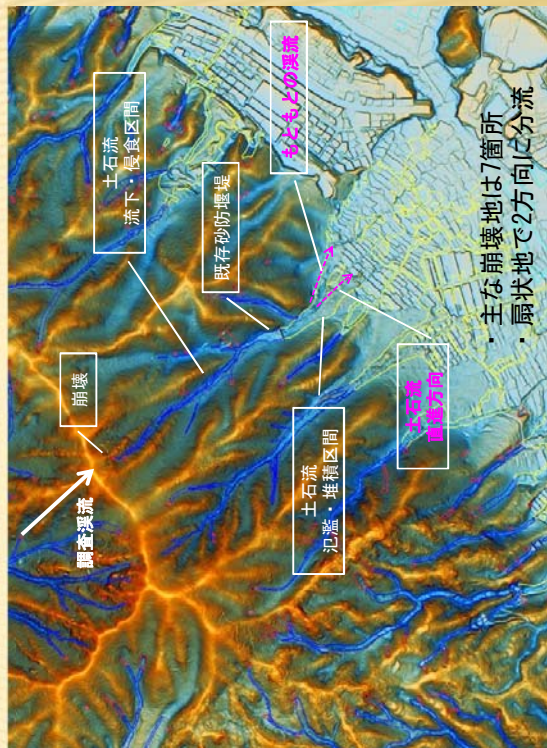 調査渓流
崩壊
土石流
流下・侵食区間
既存砂防堰堤
もともとの渓流
土石流
氾濫・堆積区間
土石流
直進方向
・主な崩壊地は7箇所
・扇状地で2方向に分流